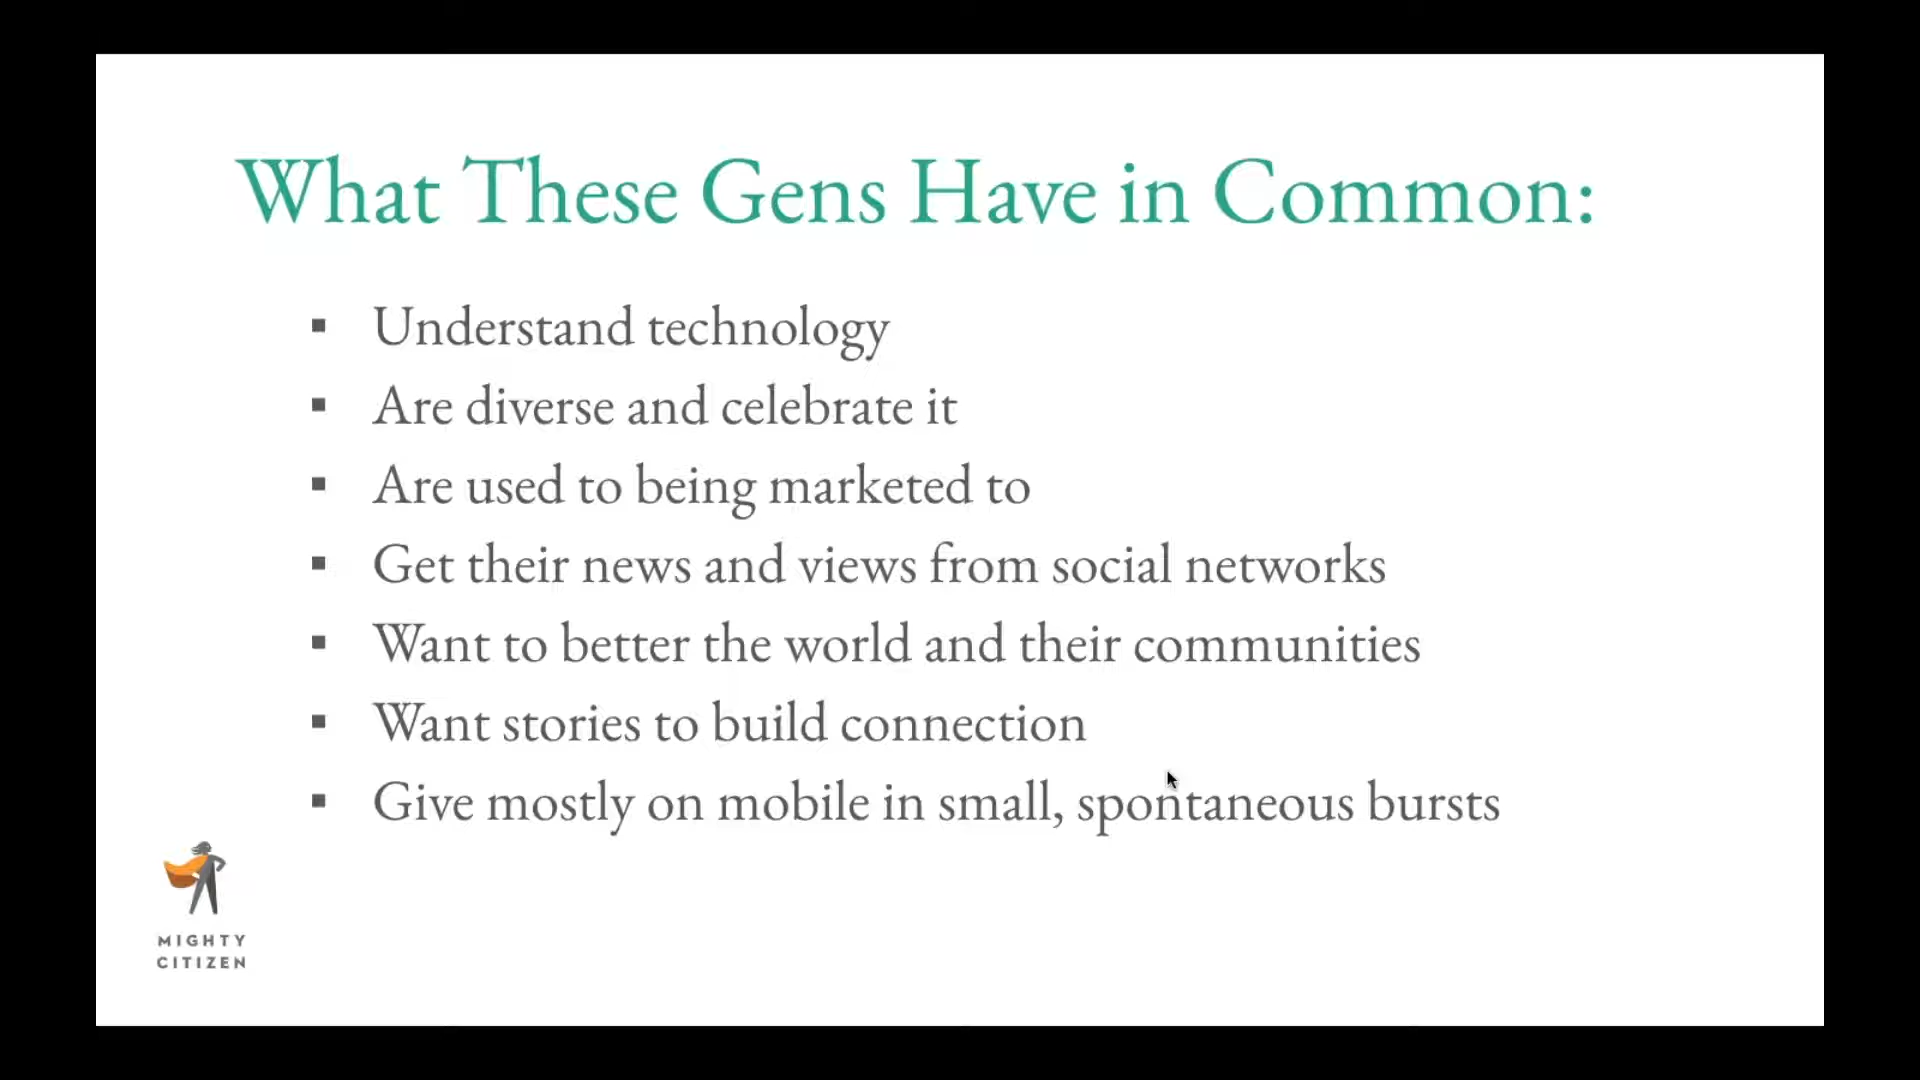 What These Gens Have in Common:
▪ Understand technology
▪ Are diverse and celebrate it
▪ Are used to being marketed to
▪ Get their news and views from social networks
▪ Want to better the world and their communities
▪ Want stories to build connection
▪ Give mostly on mobile in small, spontaneous bursts
MIGHTY
CITIZEN